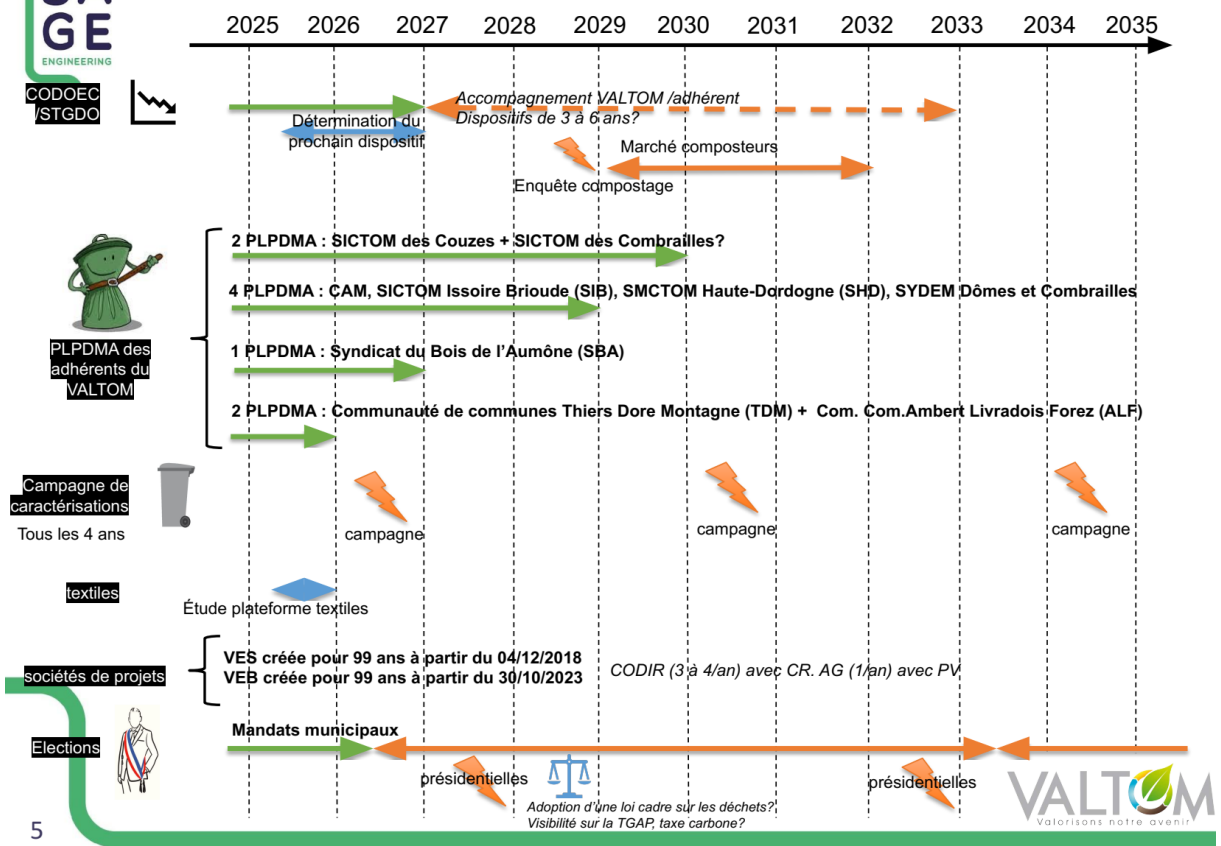 GE
ENGINEERING
2025 2026 2027 2028 2029 2030 2031 2032 2033 2034 2035
CODOEC
/STGDO
Accompagnement VALTOM /adhérent
Dispositifs de 3 à 6 ans?
Détermination du
prochain dispositif
Marché composteurs
Enquête compostage
2 PLPDMA : SICTOM des Couzes + SICTOM des Combrailles?
4 PLPDMA : CAM, SICTOM Issoire Brioude (SIB), SMCTOM Haute-Dordogne (SHD), SYDEM Dômes et Combrailles
PLPDMA des
adhérents du
VALTOM
1 PLPDMA : Syndicat du Bois de l'Aumône (SBA)
2 PLPDMA : Communauté de communes Thiers Dore Montagne (TDM) + Com. Com.Ambert Livradois Forez (ALF)
Campagne de
caractérisations
Tous les 4 ans
campagne
campagne
campagne
textiles
Étude plateforme textiles
sociétés de projets
VES créée pour 99 ans à partir du 04/12/2018
VEB créée pour 99 ans à partir du 30/10/2023
CODIR (3 à 4/an) avec CR. AG (1/an) avec PV
Elections
Mandats municipaux
présidentielles
présidentielles
Adoption d'une loi cadre sur les déchets?
Visibilité sur la TGAP, taxe carbone?
VALTOM
Valorisons notre avenir
5